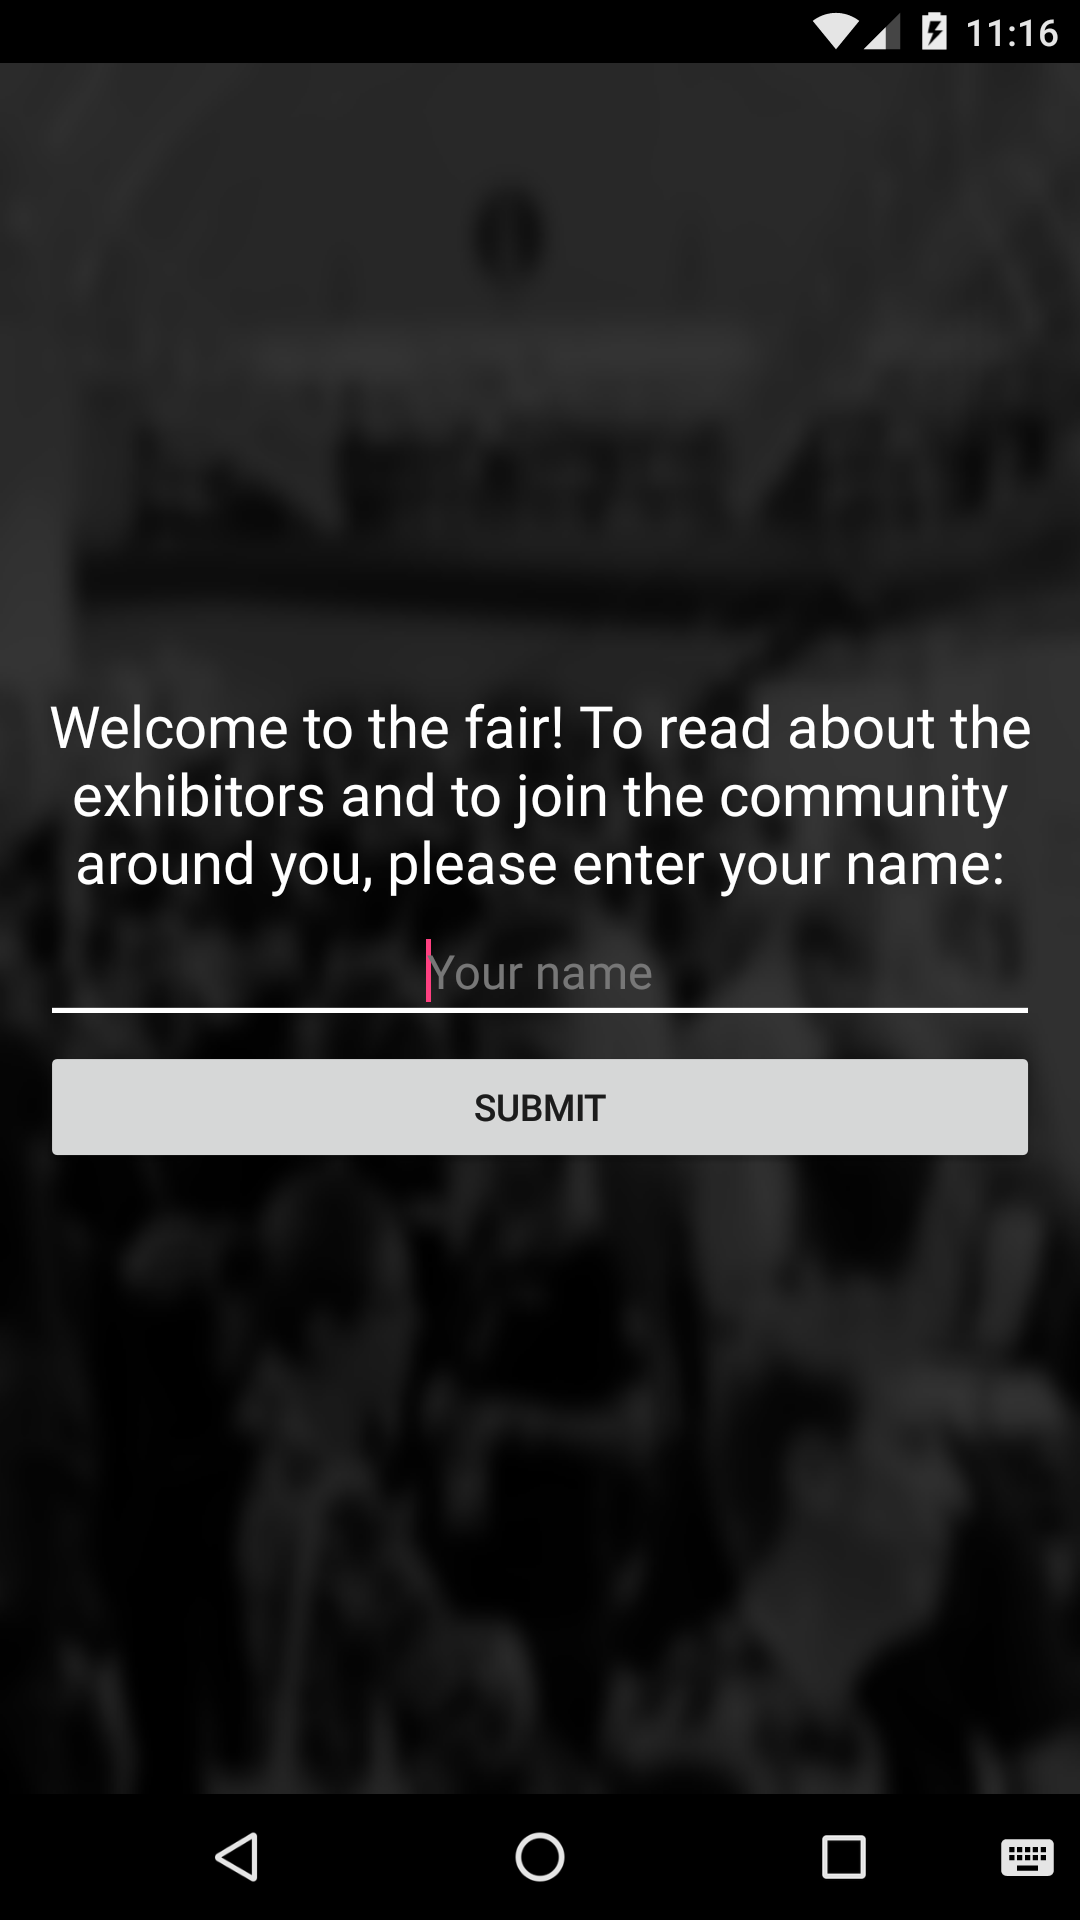 11:16
Welcome to the fair! To read about the
exhibitors and to join the community
around you, please enter your name:
Your name
SUBMIT